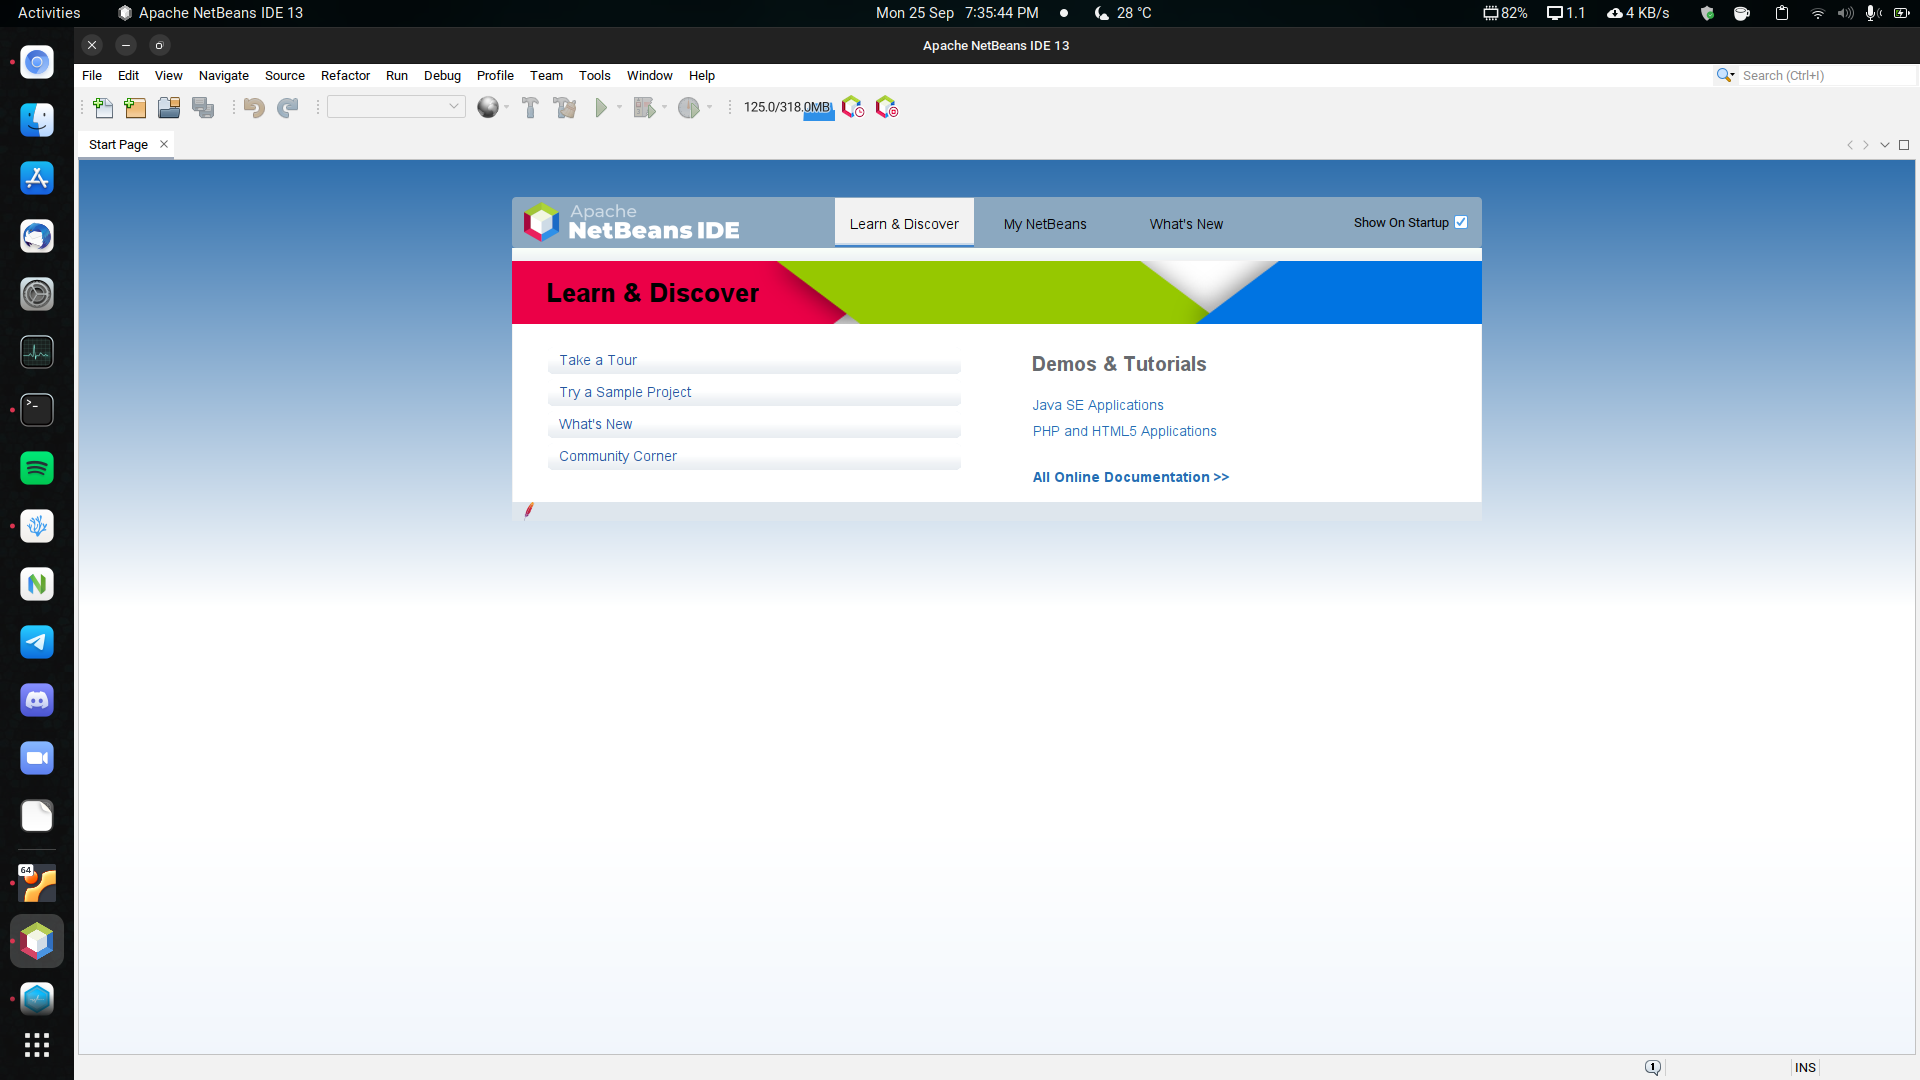 Activities
Apache NetBeans IDE 13
Mon 25 Sep 7:35:44 PM
28 °C
82%
1.1
4 KB/s
Apache NetBeans IDE 13
File Edit View Navigate Source Refactor Run Debug Profile Team Tools Window Help
Search (Ctrl+I)
125.0/318.0MB
Start Page
Apache
NetBeans IDE
Learn & Discover
My NetBeans
What's New
Show On Startup
Learn & Discover
Take a Tour
Try a Sample Project
What's New
Community Corner
Demos & Tutorials
Java SE Applications
PHP and HTML5 Applications
All Online Documentation >>
64
1
INS